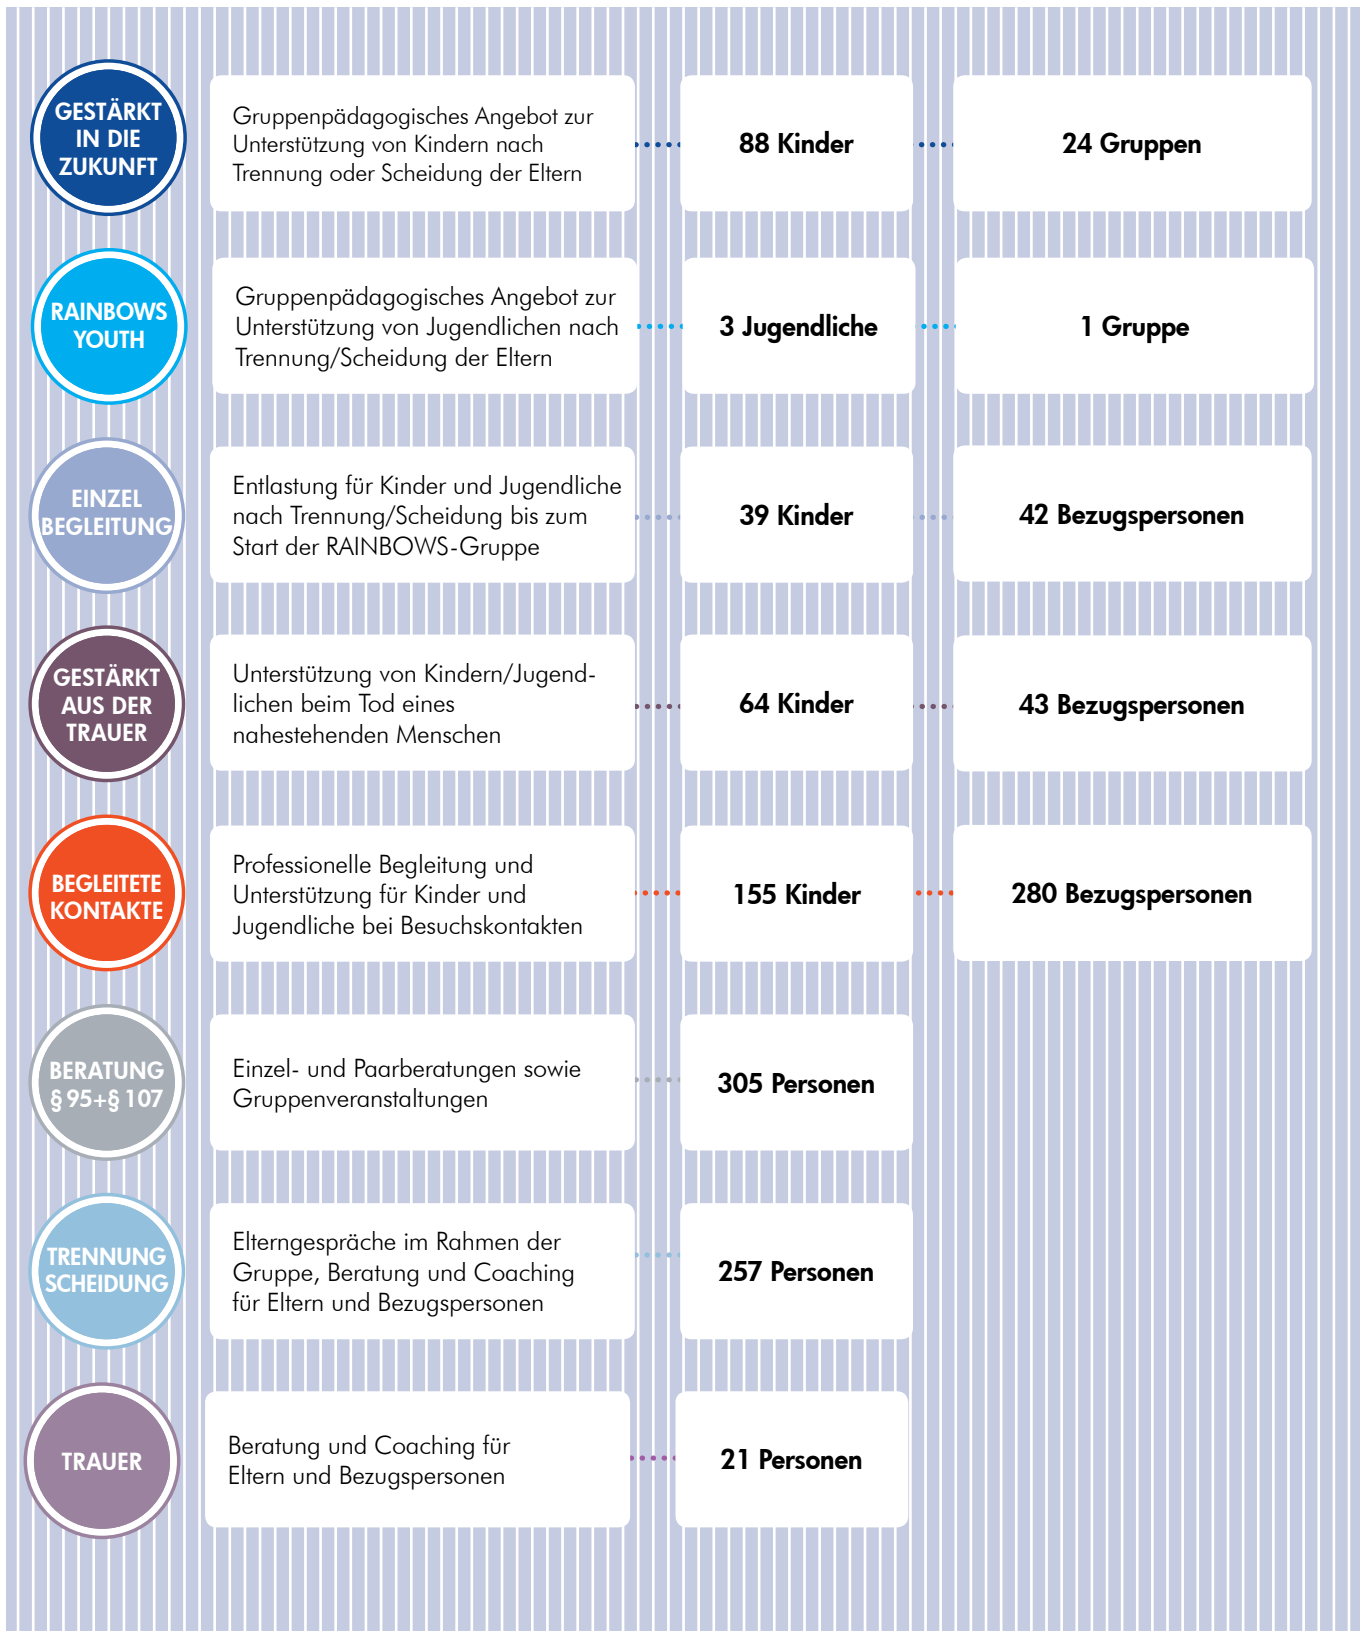 GESTÄRKT
IN DIE
ZUKUNFT
Gruppenpädagogisches Angebot zur
Unterstützung von Kindern nach
Trennung oder Scheidung der Eltern
88 Kinder
24 Gruppen
RAINBOWS
YOUTH
Gruppenpädagogisches Angebot zur
Unterstützung von Jugendlichen nach
Trennung/Scheidung der Eltern
3 Jugendliche
1 Gruppe
EINZEL
BEGLEITUNG
Entlastung für Kinder und Jugendliche
nach Trennung/Scheidung bis zum
Start der RAINBOWS-Gruppe
39 Kinder
42 Bezugspersonen
GESTÄRKT
AUS DER
TRAUER
Unterstützung von Kindern/Jugend-
lichen beim Tod eines
nahestehenden Menschen
64 Kinder
43 Bezugspersonen
BEGLEITETE
KONTAKTE
Professionelle Begleitung und
Unterstützung für Kinder und
Jugendliche bei Besuchskontakten
155 Kinder
280 Bezugspersonen
BERATUNG
§ 95+§ 107
Einzel- und Paarberatungen sowie
Gruppenveranstaltungen
305 Personen
TRENNUNG
SCHEIDUNG
Elterngespräche im Rahmen der
Gruppe, Beratung und Coaching
für Eltern und Bezugspersonen
257 Personen
TRAUER
Beratung und Coaching für
Eltern und Bezugspersonen
21 Personen